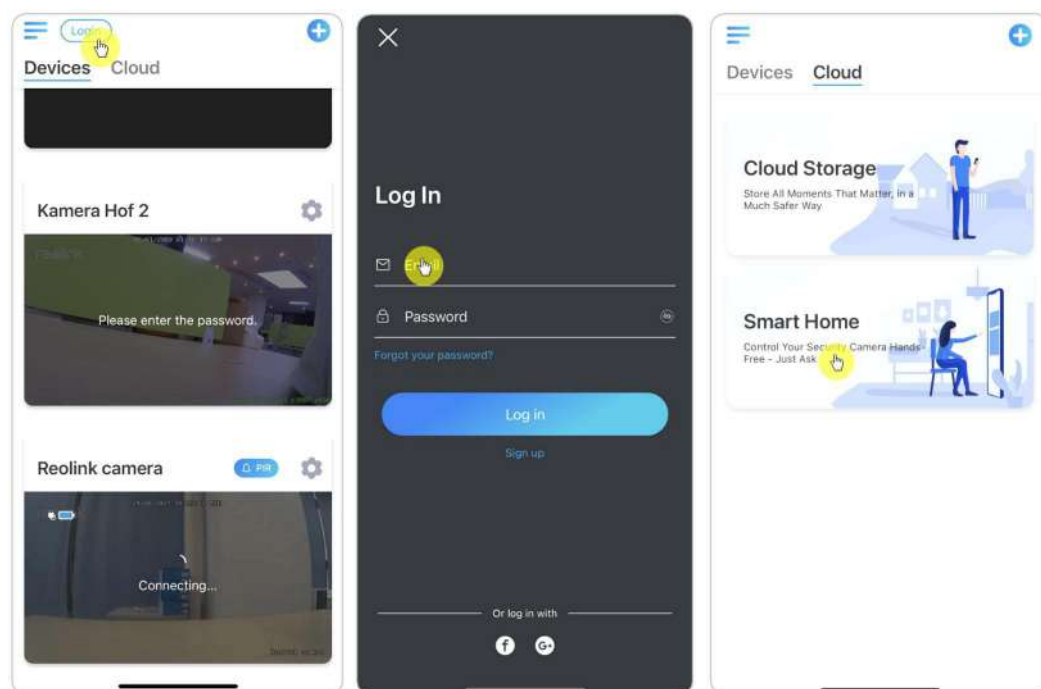 Login
Devices Cloud
Kamera Hof 2
Please enter the password.
Reolink camera
PIR
Connecting...
Log In
Password
Forgot your password?
Log in
Sign up
Or log in with
f G+
Devices Cloud
Cloud Storage
Store All Moments That Matter, in a
Much Safer Way
Smart Home
Control Your Security Camera Hands-
Free - Just Ask